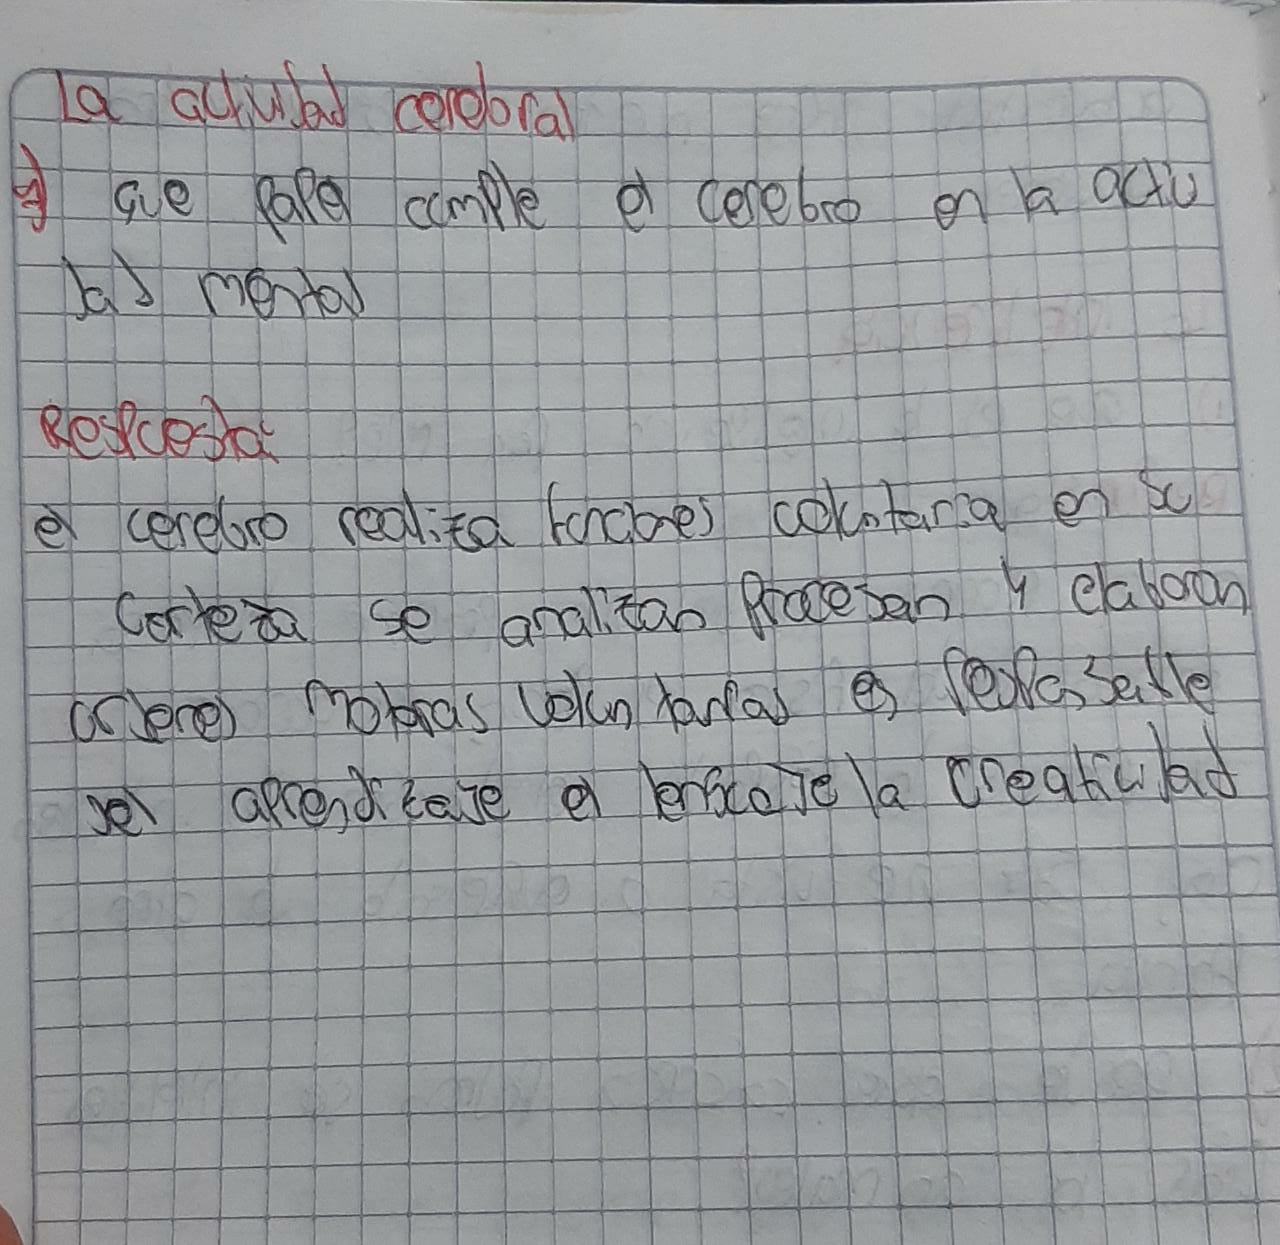 La actividad cerebral
1) que papel cumple el cerebro en la activi
dad mental
Respuesta
el cerebro realiza funciones voluntaria en su
Corteza se analizan Procesan y elaboran
ordenes motoras voluntarias es responsable
del aprendizaje el lenguaje la creatividad